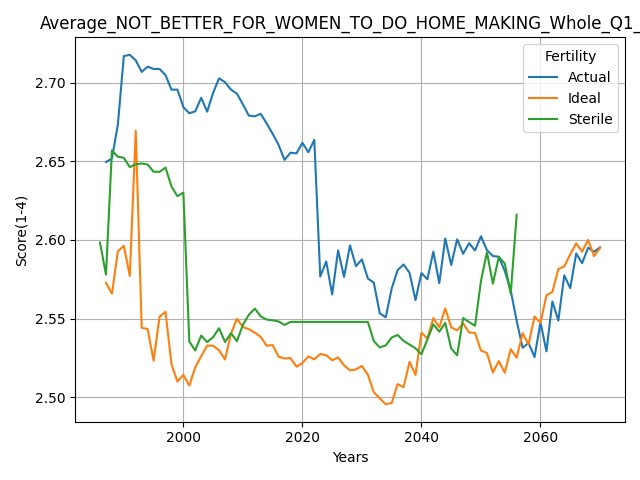 Average_NOT_BETTER_FOR_WOMEN_TO_DO_HOME_MAKING_Whole_Q1_
Fertility
Actual
Ideal
Sterile
Score(1-4)
2.70
2.65
2.60
2.55
2.50
2000
2020
2040
2060
Years